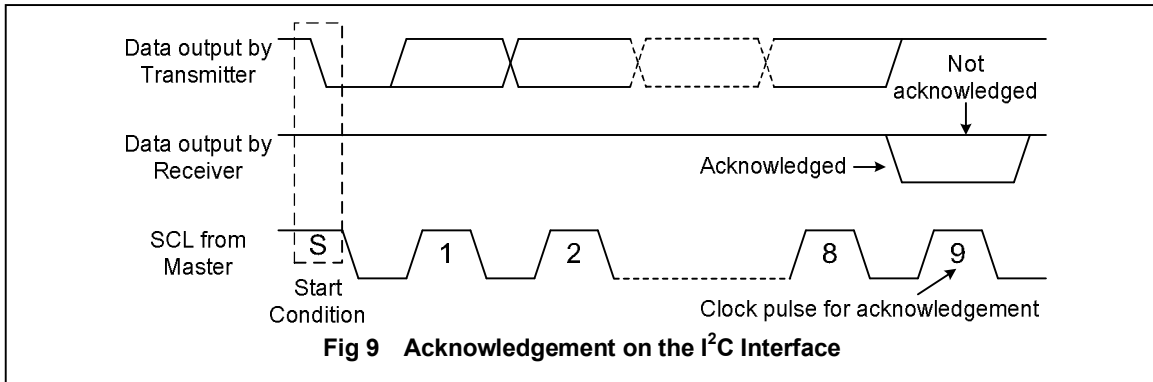 Data output by
Transmitter
Not
acknowledged
Data output by
Receiver
Acknowledged
SCL from
Master
S
1
2
8
9
Start
Condition
Clock pulse for acknowledgement
Fig 9 Acknowledgement on the I²C Interface